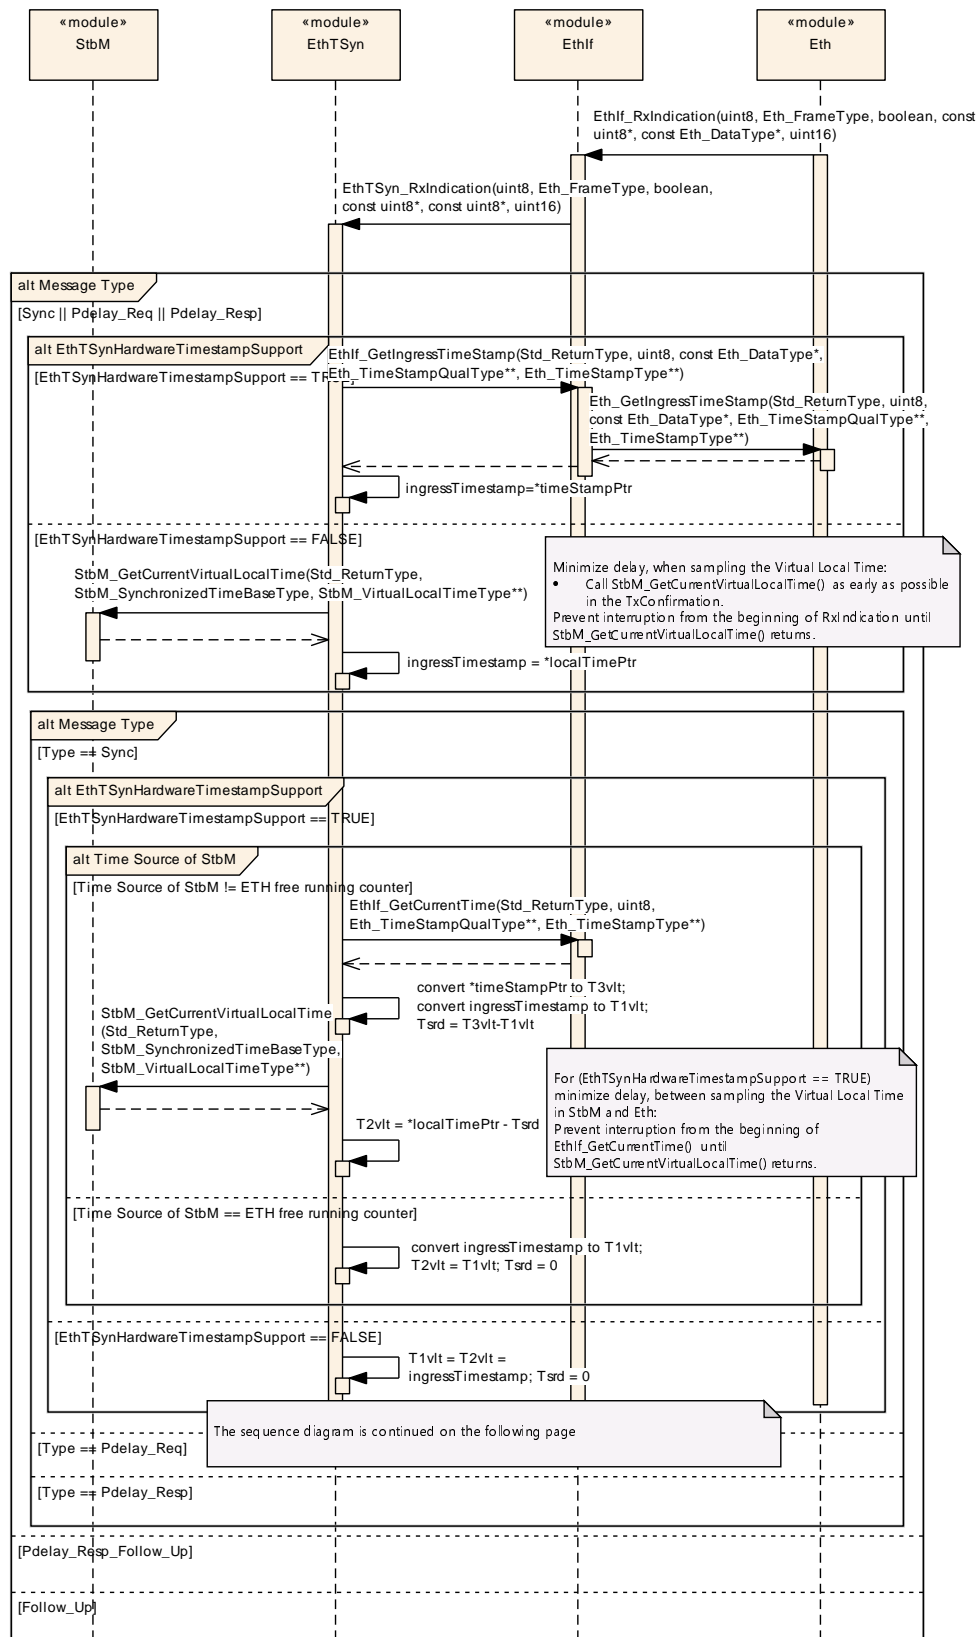 «module»
StbM
«module»
EthTSyn
«module»
EthIf
«module»
Eth
EthIf_RxIndication(uint8, Eth_FrameType, boolean, const
uint8*, const Eth_DataType*, uint16)
EthTSyn_RxIndication(uint8, Eth_FrameType, boolean,
const uint8*, const uint8*, uint16)
alt Message Type
[Sync || Pdelay_Req || Pdelay_Resp]
alt EthTSynHardwareTimestampSupport
EthIf_GetIngressTimeStamp(Std_ReturnType, uint8, const Eth_DataType*,
Eth_TimeStampQualType**, Eth_TimeStampType**)
[EthTSynHardwareTimestampSupport == TRUE]
Eth_GetIngressTimeStamp(Std_ReturnType, uint8,
const Eth_DataType*, Eth_TimeStampQualType**,
Eth_TimeStampType**)
ingressTimestamp=*timeStampPtr
[EthTSynHardwareTimestampSupport == FALSE]
Minimize delay, when sampling the Virtual Local Time:
• Call StbM_GetCurrentVirtualLocalTime() as early as possible
in the TxConfirmation.
Prevent interruption from the beginning of RxIndication until
StbM_GetCurrentVirtualLocalTime() returns.
StbM_GetCurrentVirtualLocalTime(Std_ReturnType,
StbM_SynchronizedTimeBaseType, StbM_VirtualLocalTimeType**)
ingressTimestamp = *localTimePtr
alt Message Type
[Type == Sync]
alt EthTSynHardwareTimestampSupport
[EthTSynHardwareTimestampSupport == TRUE]
alt Time Source of StbM
[Time Source of StbM != ETH free running counter]
EthIf_GetCurrentTime(Std_ReturnType, uint8,
Eth_TimeStampQualType**, Eth_TimeStampType**)
convert *timeStampPtr to T3vlt;
convert ingressTimestamp to T1vlt;
Tsrd = T3vlt-T1vlt
StbM_GetCurrentVirtualLocalTime
(Std_ReturnType,
StbM_SynchronizedTimeBaseType,
StbM_VirtualLocalTimeType**)
For (EthTSynHardwareTimestampSupport == TRUE)
minimize delay, between sampling the Virtual Local Time
in StbM and Eth:
Prevent interruption from the beginning of
EthIf_GetCurrentTime() until
StbM_GetCurrentVirtualLocalTime() returns.
T2vlt = *localTimePtr - Tsrd
[Time Source of StbM == ETH free running counter]
convert ingressTimestamp to T1vlt;
T2vlt = T1vlt; Tsrd = 0
[EthTSynHardwareTimestampSupport == FALSE]
T1vlt = T2vlt =
ingressTimestamp; Tsrd = 0
The sequence diagram is continued on the following page
[Type == Pdelay_Req]
[Type == Pdelay_Resp]
[Pdelay_Resp_Follow_Up]
[Follow_Up]